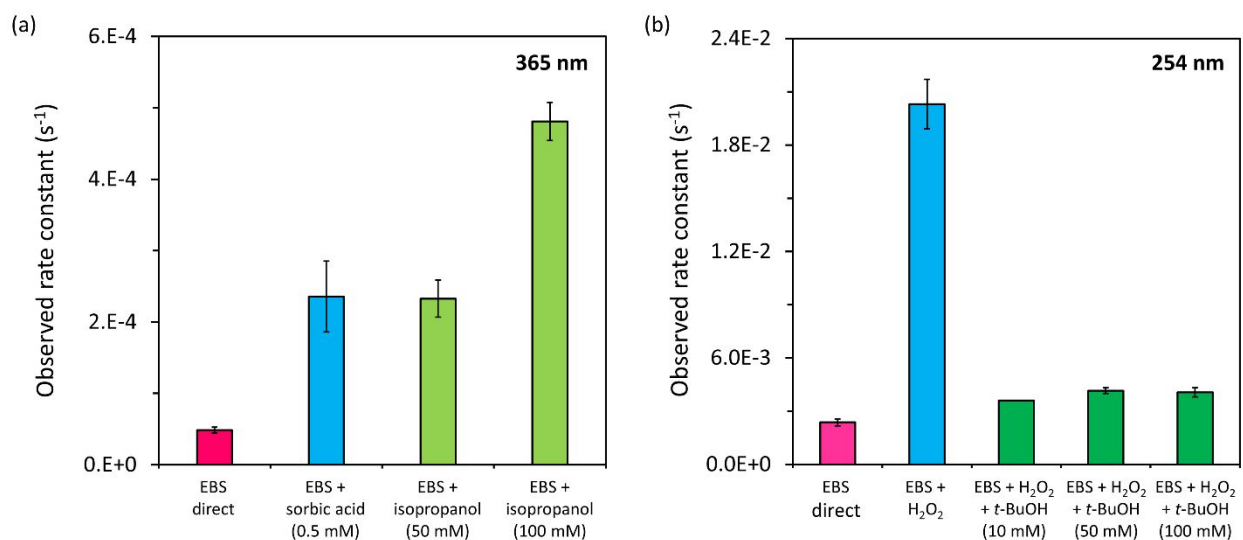 (a)
365 nm
Observed rate constant (s⁻¹)
6.E-4
4.E-4
2.E-4
0.E+0
EBS
direct
EBS +
sorbic acid
(0.5 mM)
EBS +
isopropanol
(50 mM)
EBS +
isopropanol
(100 mM)
(b)
254 nm
Observed rate constant (s⁻¹)
2.4E-2
1.8E-2
1.2E-2
6.0E-3
0.0E+0
EBS
direct
EBS +
H₂O₂
EBS + H₂O₂
+ t-BuOH
(10 mM)
EBS + H₂O₂
+ t-BuOH
(50 mM)
EBS + H₂O₂
+ t-BuOH
(100 mM)